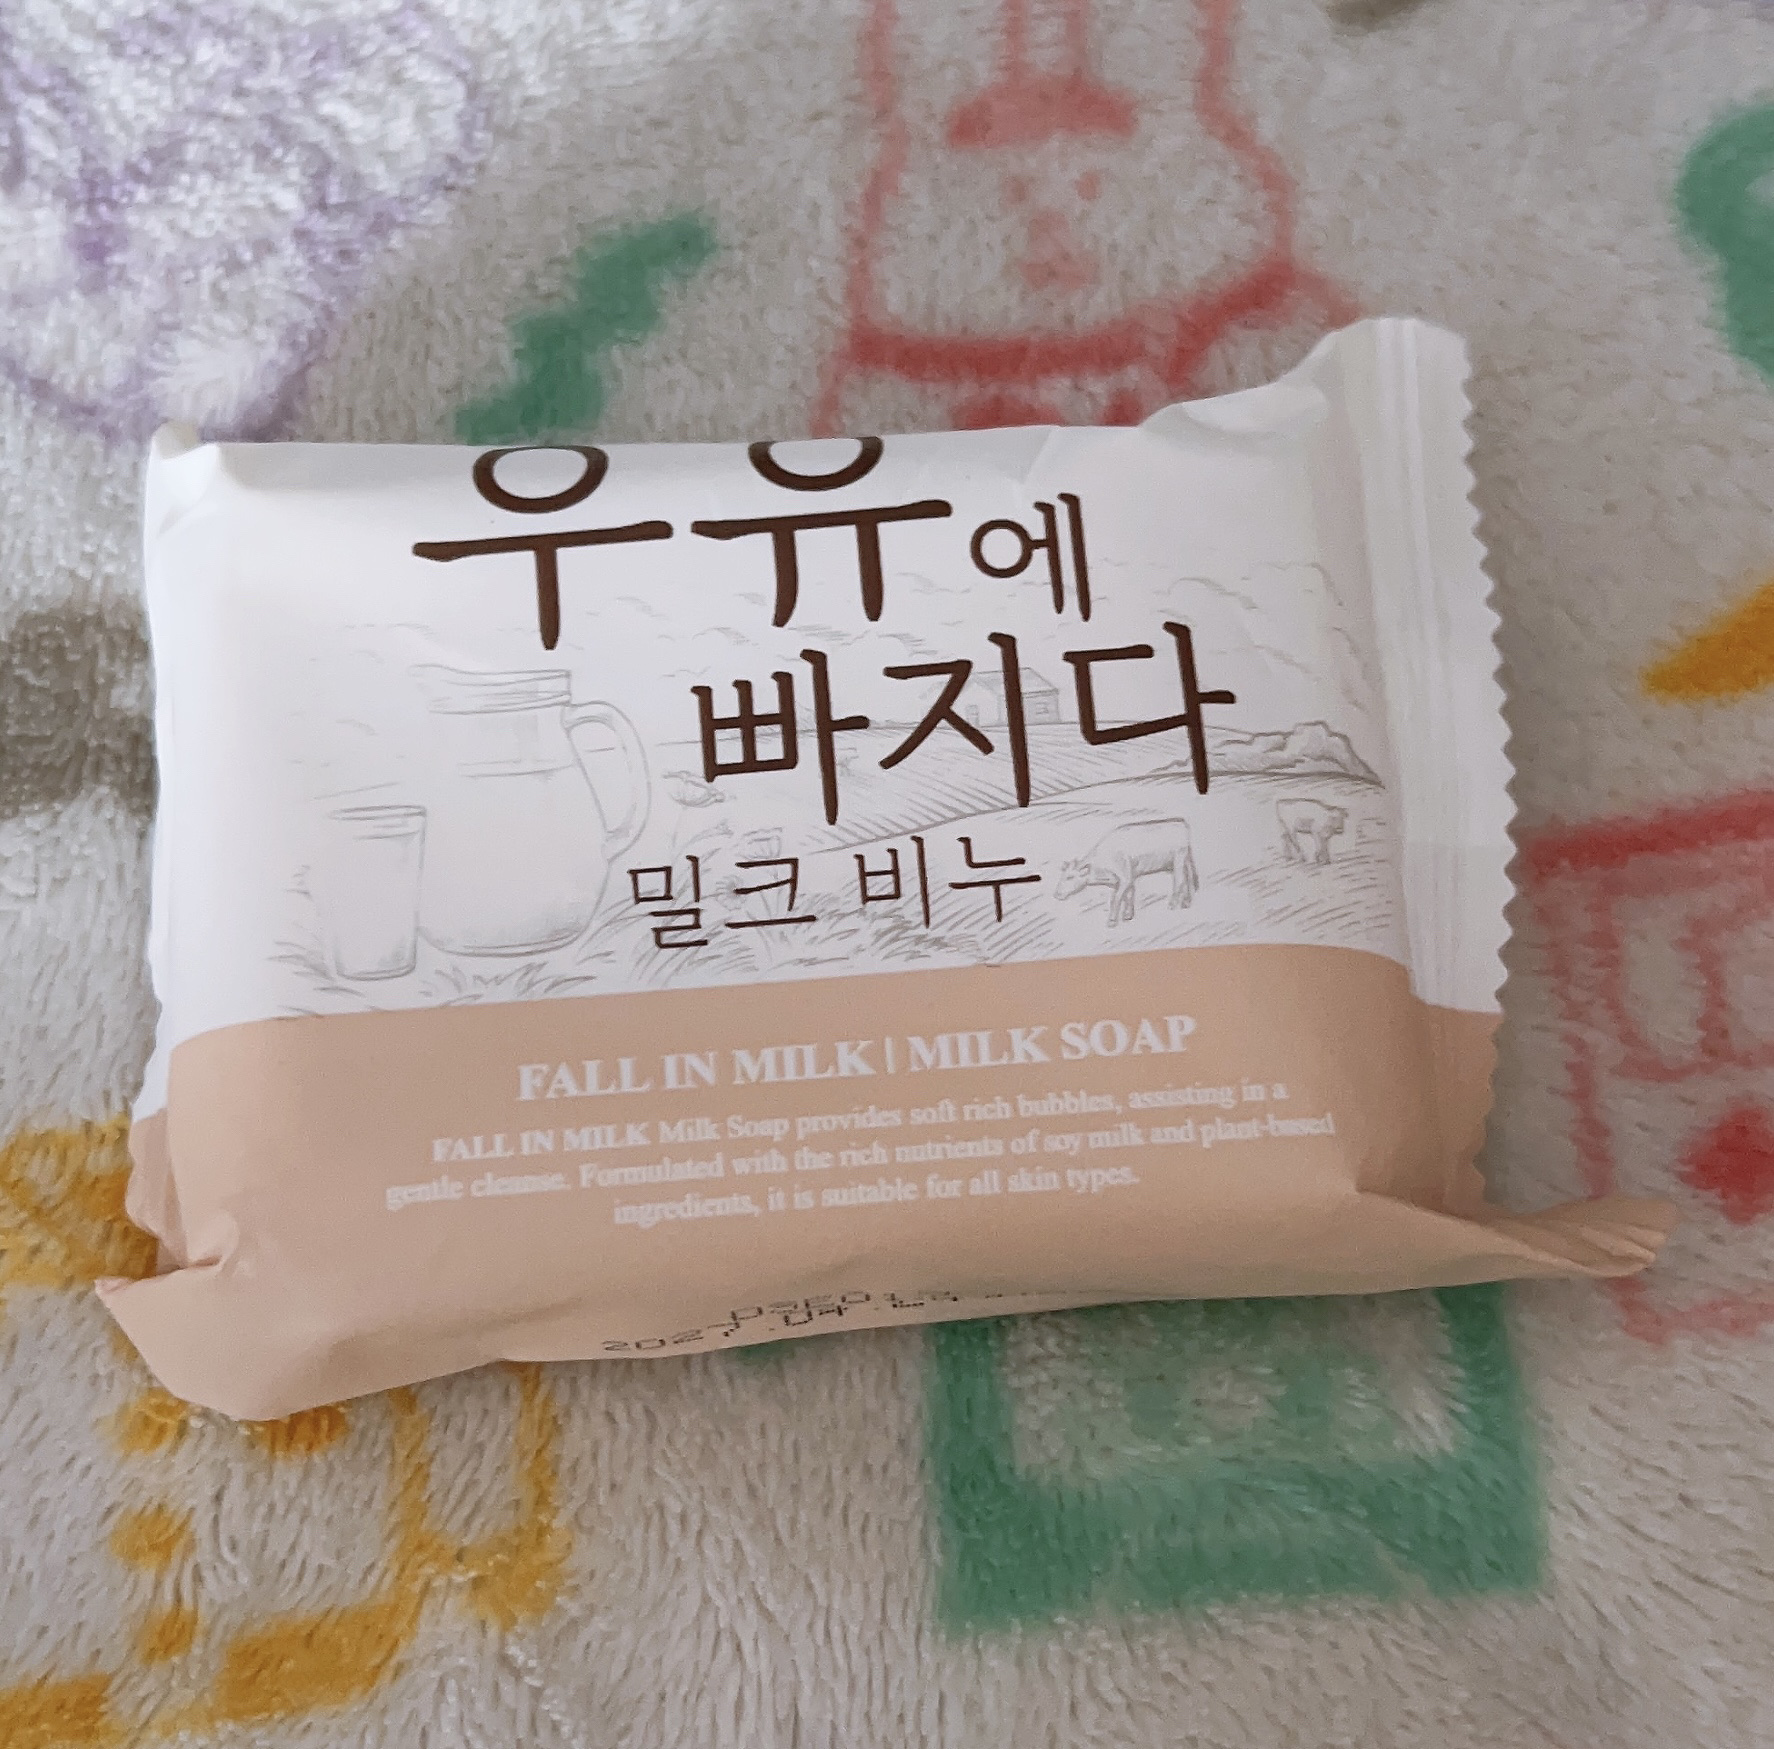 우유에
빠지다
밀크 비누
FALL IN MILK | MILK SOAP
FALL IN MILK Milk Soap provides soft rich bubbles, assisting in a
gentle cleanse. Formulated with the rich nutrients of soy milk and plant-based
ingredients, it is suitable for all skin types.